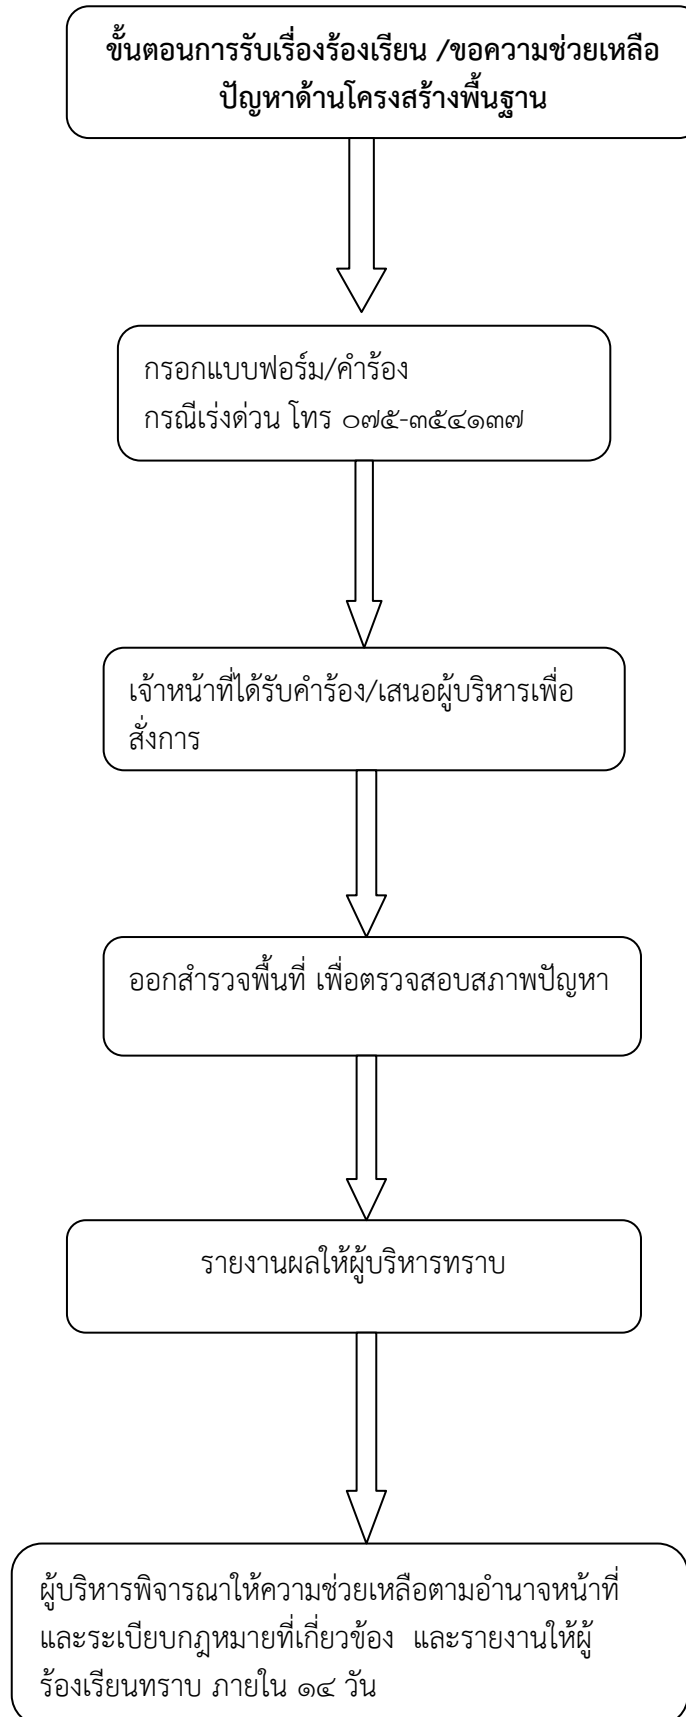 ขั้นตอนการรับเรื่องร้องเรียน /ขอความช่วยเหลือ
ปัญหาด้านโครงสร้างพื้นฐาน
กรอกแบบฟอร์ม/คำร้อง
กรณีเร่งด่วน โทร ๐๗๕-๓๕๔๑๓๗
เจ้าหน้าที่ได้รับคำร้อง/เสนอผู้บริหารเพื่อ
สั่งการ
ออกสำรวจพื้นที่ เพื่อตรวจสอบสภาพปัญหา
รายงานผลให้ผู้บริหารทราบ
ผู้บริหารพิจารณาให้ความช่วยเหลือตามอำนาจหน้าที่
และระเบียบกฎหมายที่เกี่ยวข้อง และรายงานให้ผู้
ร้องเรียนทราบ ภายใน ๑๔ วัน